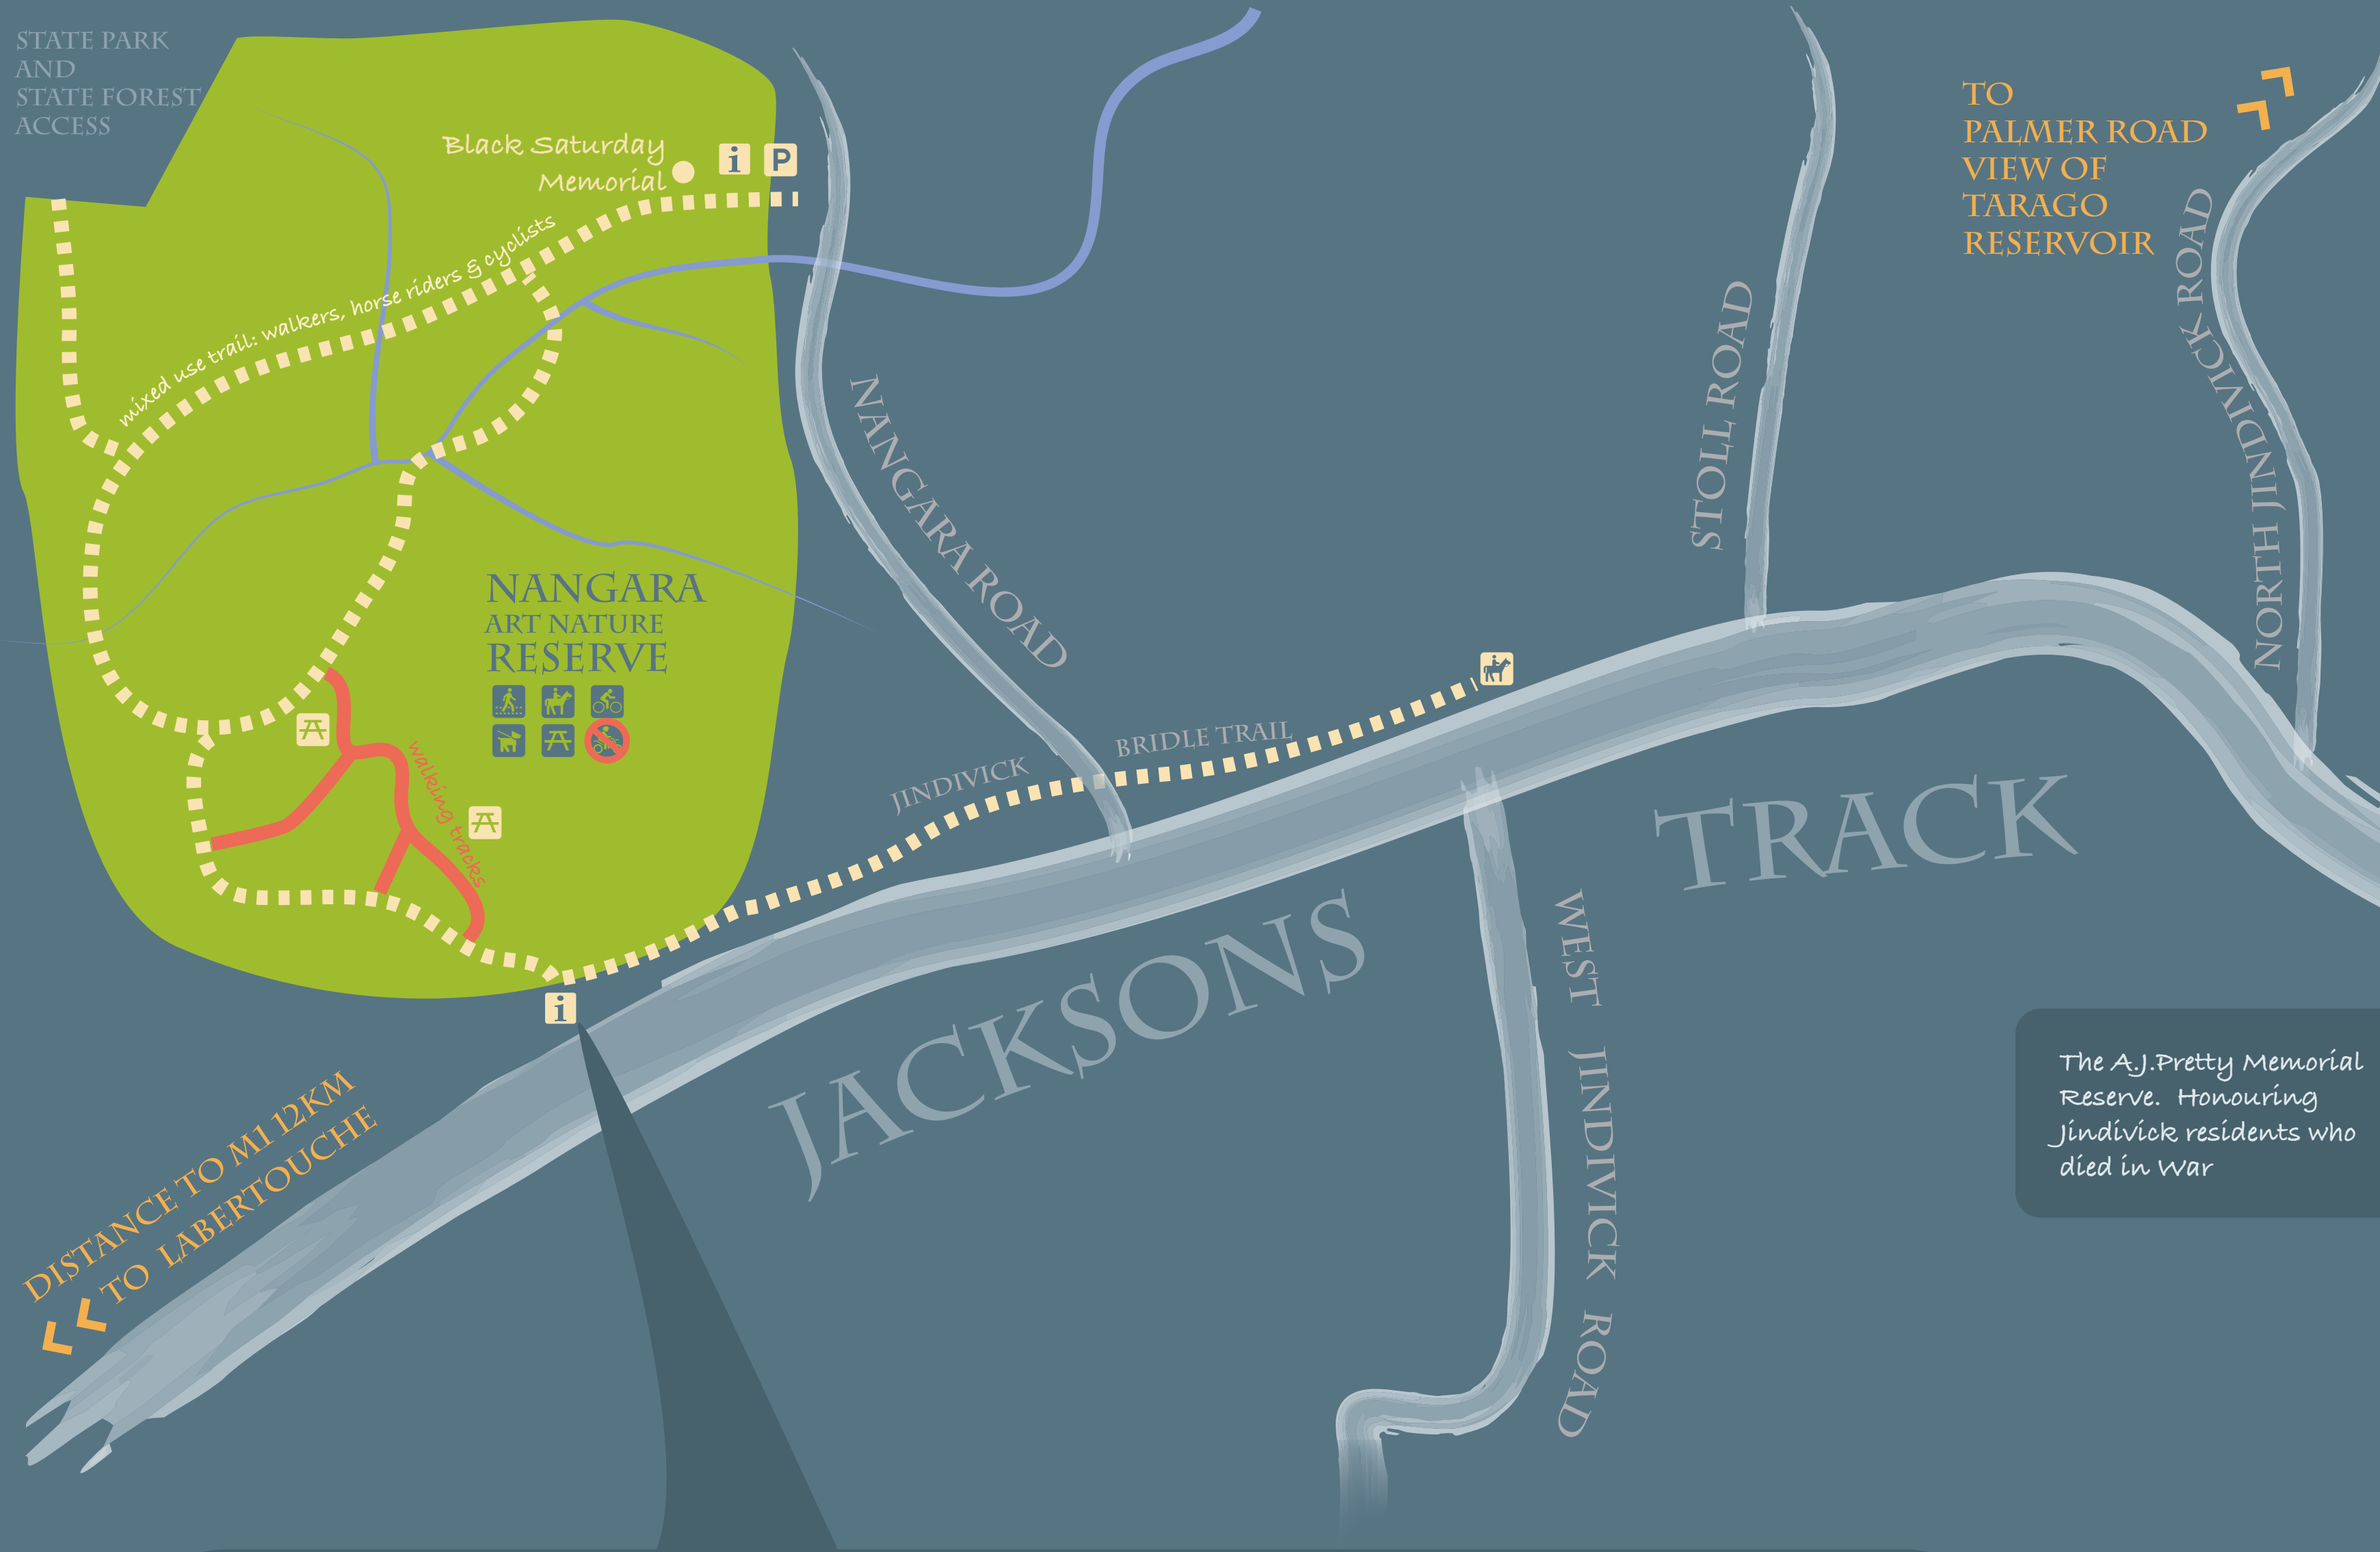 STATE PARK
AND
STATE FOREST
ACCESS
Black Saturday
Memorial
i
P
mixed use trail: walkers, horse riders & cyclists
NANGARA
ART NATURE
RESERVE
walking tracks
i
NANGARA ROAD
JINDIVICK
BRIDLE TRAIL
STOLL ROAD
TO
PALMER ROAD
VIEW OF
TARAGO
RESERVOIR
NORTH JINDIVICK ROAD
JACKSONS
TRACK
WEST JINDIVICK ROAD
The A.J.Pretty Memorial
Reserve. Honouring
Jindivick residents who
died in War
DISTANCE TO M1 12KM
TO LABERTOUCHE